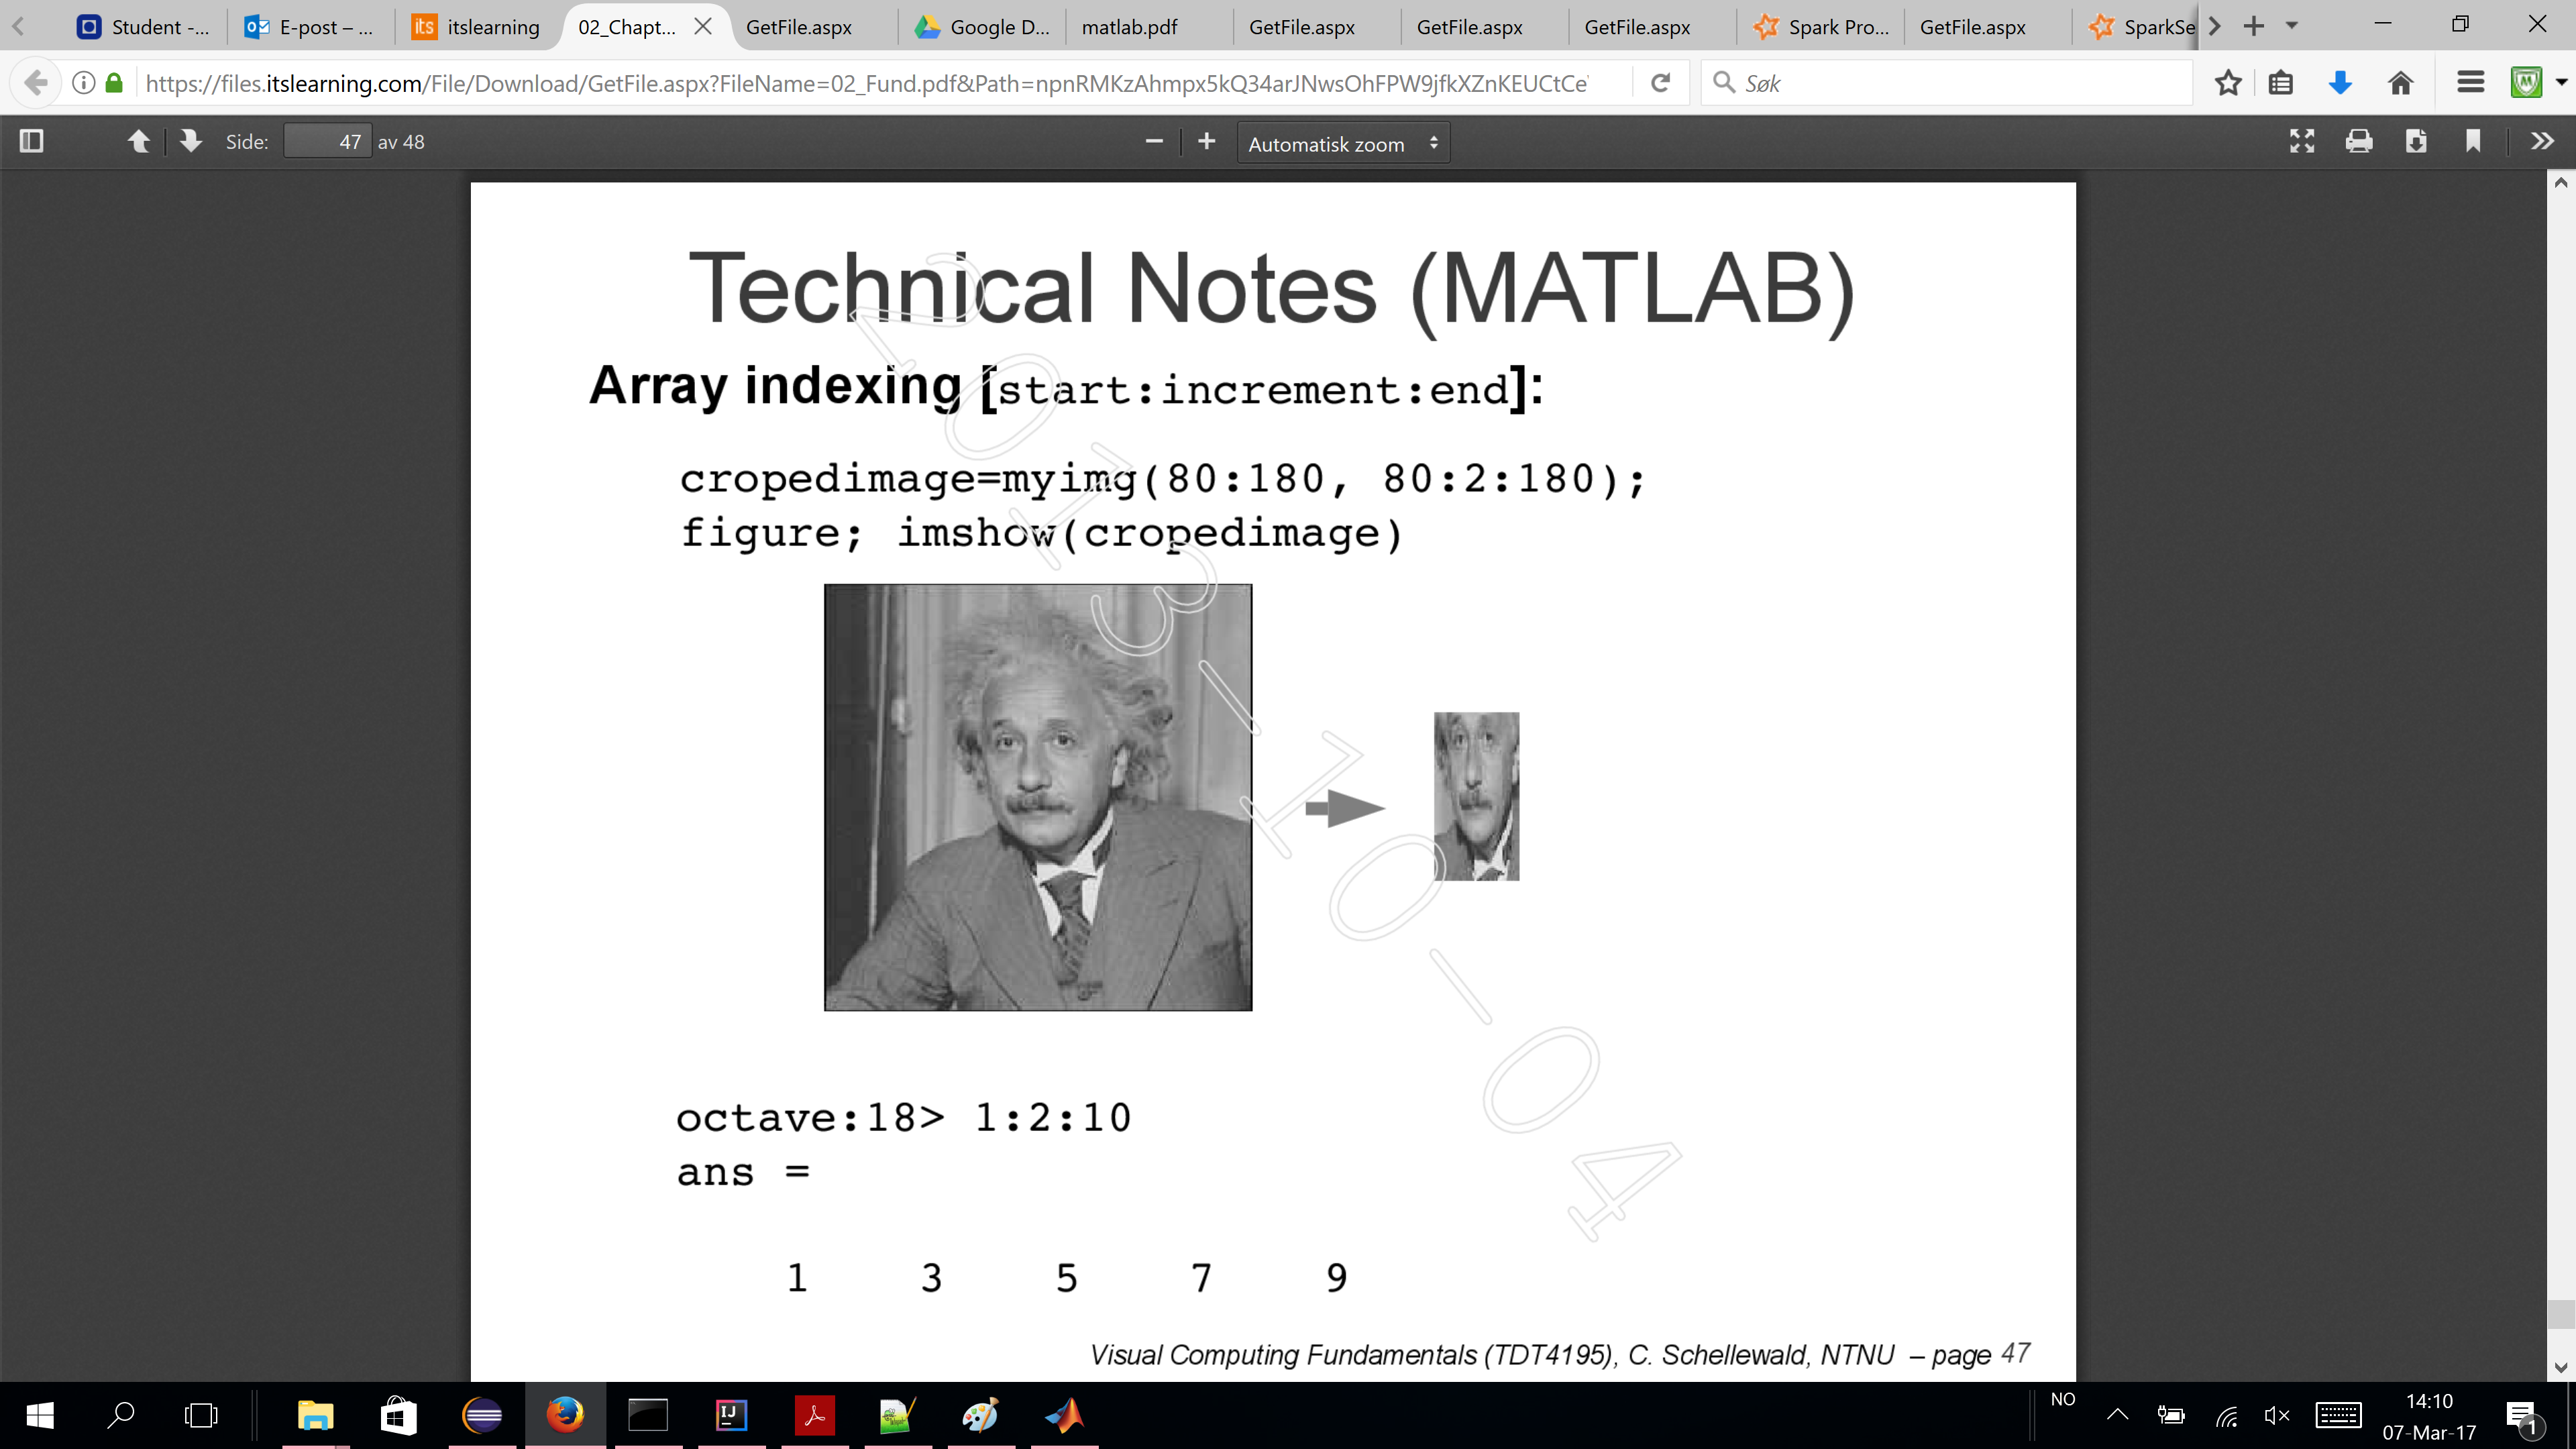 Student -...
E-post – ...
itslearning
02_Chapt...
GetFile.aspx
Google D...
matlab.pdf
GetFile.aspx
GetFile.aspx
GetFile.aspx
Spark Pro...
GetFile.aspx
SparkSe
https://files.itslearning.com/File/Download/GetFile.aspx?FileName=02_Fund.pdf&Path=npnRMKzAhmpx5kQ34arJNwsOhFPW9jfkXZnKEUCtCe
Søk
Side: 47 av 48
Automatisk zoom
Technical Notes (MATLAB)
Array indexing [start:increment:end]:
cropedimage=myimg(80:180, 80:2:180);
figure; imshow(cropedimage)
2013-10-04
octave:18> 1:2:10
ans =
1 3 5 7 9
Visual Computing Fundamentals (TDT4195), C. Schellewald, NTNU – page 47
NO
14:10
07-Mar-17
1